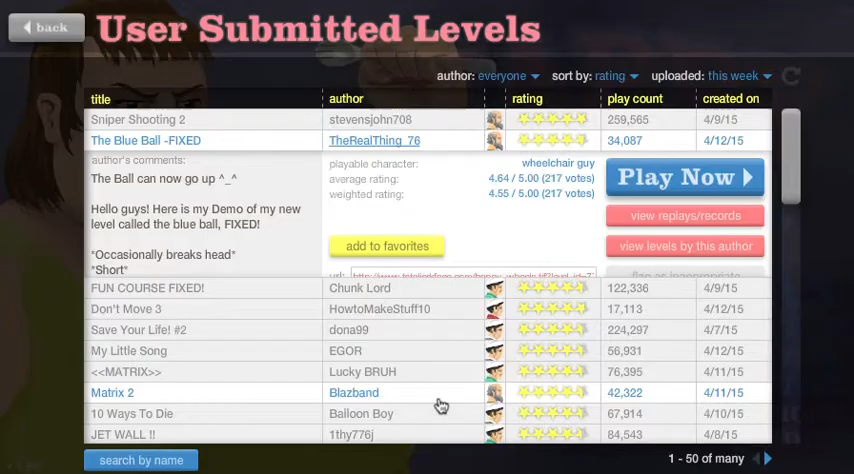 back
User Submitted Levels
author: everyone sort by: rating uploaded: this week
title author rating play count created on
Sniper Shooting 2 stevensjohn708 259,565 4/9/15
The Blue Ball -FIXED TheRealThing_76 34,087 4/12/15
author's comments:
The Ball can now go up ^_^
Hello guys! Here is my Demo of my new
level called the blue ball, FIXED!
*Occasionally breaks head*
*Short*
playable character: wheelchair guy
average rating: 4.64 / 5.00 (217 votes)
weighted rating: 4.55 / 5.00 (217 votes)
add to favorites
url:
Play Now
view replays/records
view levels by this author
flag as inappropriate
FUN COURSE FIXED! Chunk Lord 122,336 4/9/15
Don't Move 3 HowtoMakeStuff10 17,113 4/12/15
Save Your Life! #2 dona99 224,297 4/7/15
My Little Song EGOR 56,931 4/12/15
<<MATRIX>> Lucky BRUH 76,395 4/11/15
Matrix 2 Blazband 42,322 4/11/15
10 Ways To Die Balloon Boy 67,914 4/10/15
JET WALL !! 1thy776j 84,543 4/8/15
search by name
1 - 50 of many